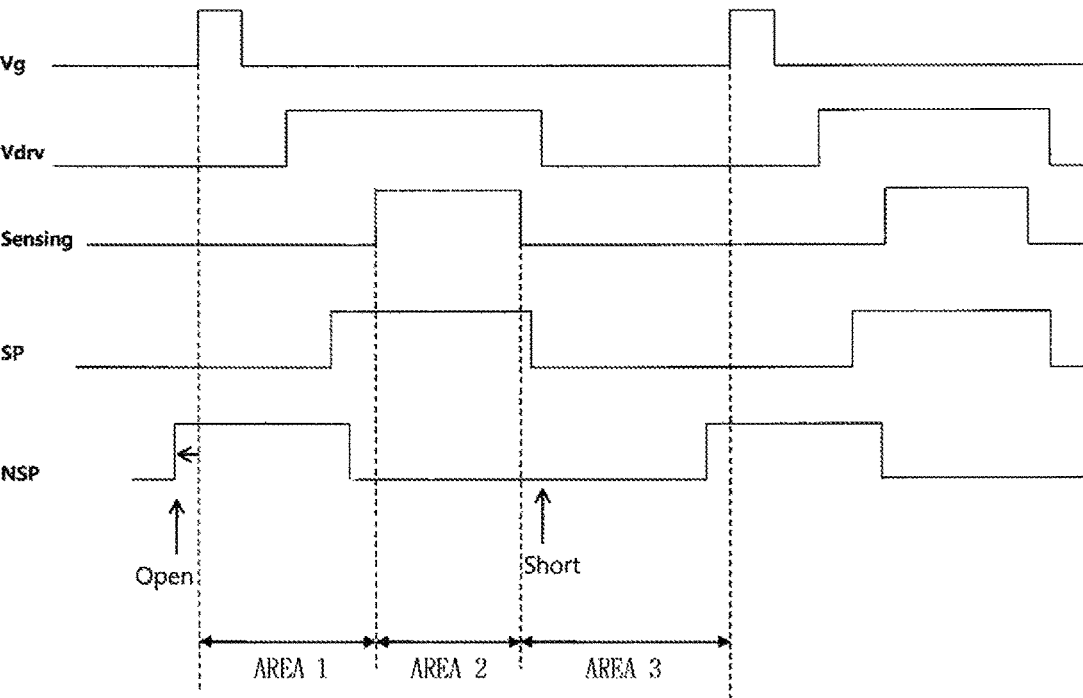 Vg
Vdrv
Sensing
SP
NSP
Open
Short
AREA 1
AREA 2
AREA 3